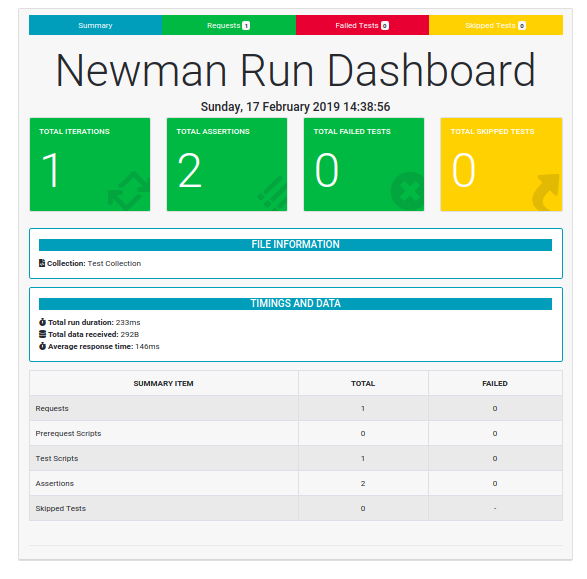 Summary Requests 1 Failed Tests 0 Skipped Tests 0
Newman Run Dashboard
Sunday, 17 February 2019 14:38:56
TOTAL ITERATIONS TOTAL ASSERTIONS TOTAL FAILED TESTS TOTAL SKIPPED TESTS
1 2 0 0
FILE INFORMATION
Collection: Test Collection
TIMINGS AND DATA
Total run duration: 233ms
Total data received: 292B
Average response time: 146ms
SUMMARY ITEM TOTAL FAILED
Requests 1 0
Prerequest Scripts 0 0
Test Scripts 1 0
Assertions 2 0
Skipped Tests 0 -